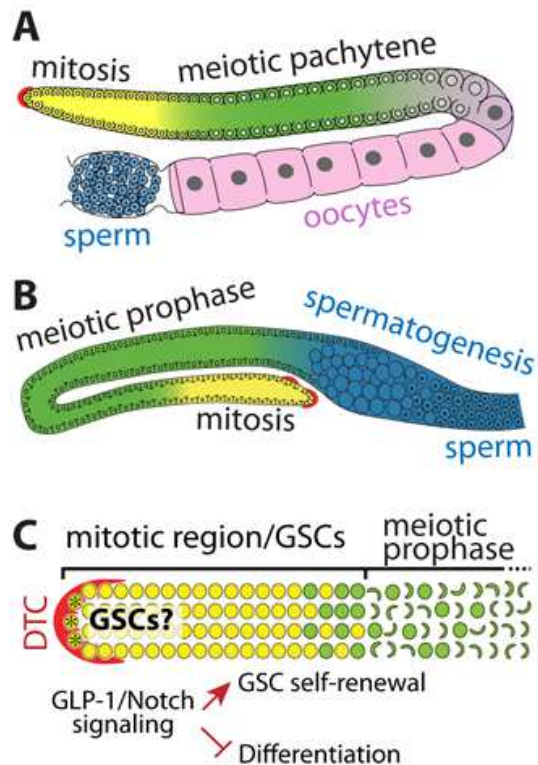 A
mitosis
meiotic pachytene
sperm
oocytes
B
meiotic prophase
spermatogenesis
mitosis
sperm
C
mitotic region/GSCs
meiotic
prophase
DTC
GSCs?
GLP-1/Notch
signaling
GSC self-renewal
Differentiation